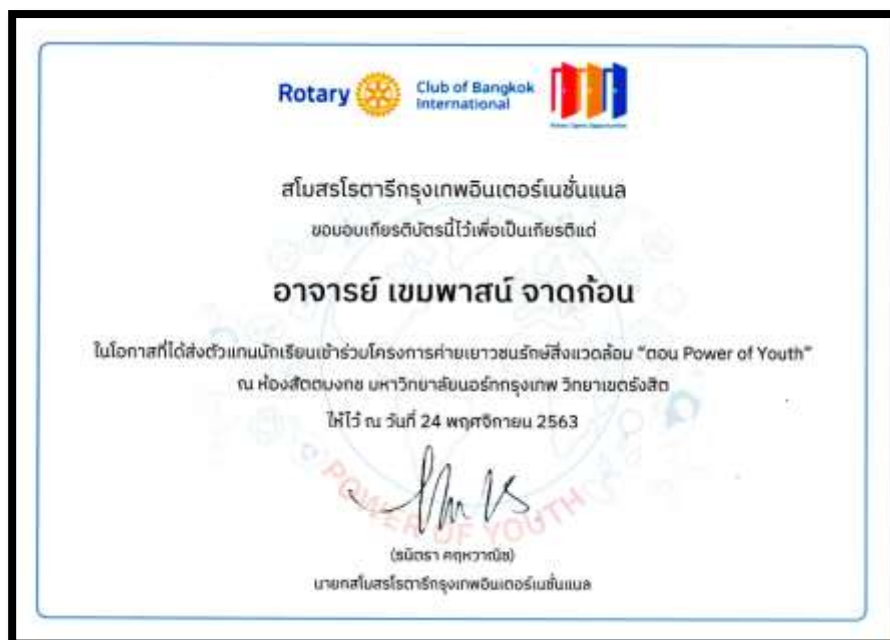 Rotary
Club of Bangkok
International
Rotary Opens Opportunities
สโมสรโรตารีกรุงเทพอินเตอร์เนชั่นแนล
ขอมอบเกียรติบัตรนี้ไว้เพื่อเป็นเกียรติแด่
อาจารย์ เขมพาสน์ จาดก้อน
ในโอกาสที่ได้ส่งตัวแทนนักเรียนเข้าร่วมโครงการค่ายเยาวชนรักษ์สิ่งแวดล้อม “ตอน Power of Youth”
ณ ห้องสัตตบงกช มหาวิทยาลัยนอร์ทกรุงเทพ วิทยาเขตรังสิต
ให้ไว้ ณ วันที่ 24 พฤศจิกายน 2563
POWER OF YOUTH
(ธนิตรา คฤหวาณิช)
นายกสโมสรโรตารีกรุงเทพอินเตอร์เนชั่นแนล